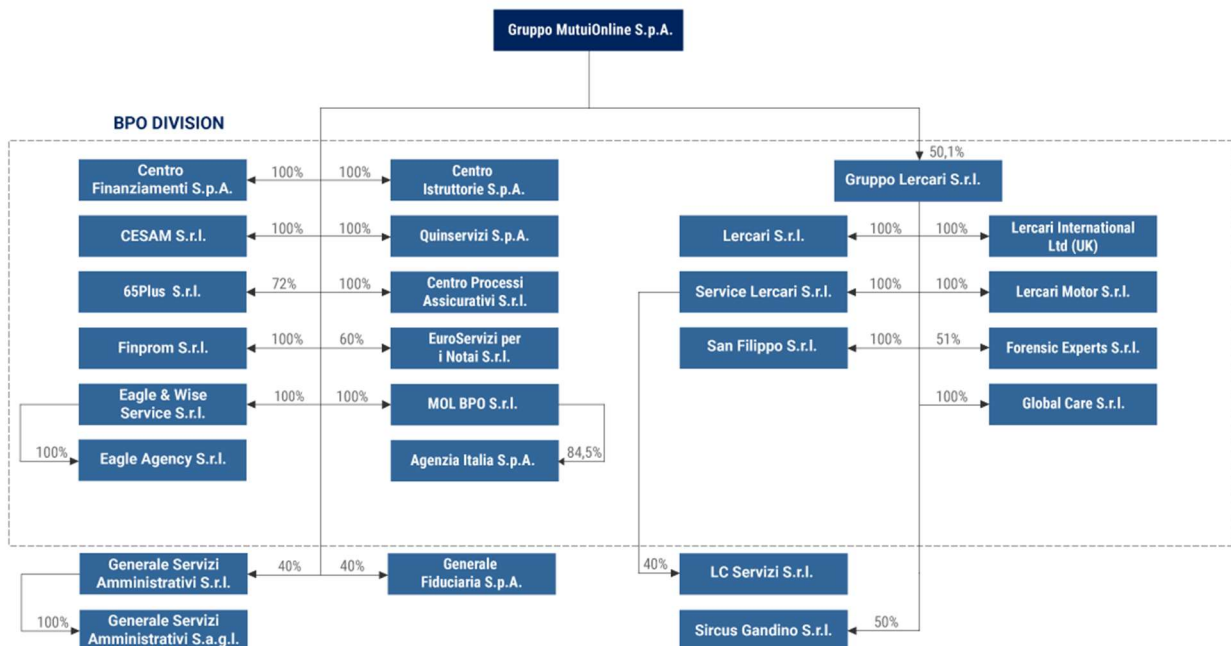 Gruppo MutuiOnline S.p.A.
BPO DIVISION
50,1%
Centro
Finanziamenti S.p.A.
100%
100%
Centro
Istruttorie S.p.A.
Gruppo Lercari S.r.l.
CESAM S.r.l.
100%
100%
Quinservizi S.p.A.
Lercari S.r.l.
100%
100%
Lercari International
Ltd (UK)
65Plus S.r.l.
72%
100%
Centro Processi
Assicurativi S.r.l.
Service Lercari S.r.l.
100%
100%
Lercari Motor S.r.l.
Finprom S.r.l.
100%
60%
EuroServizi per
i Notai S.r.l.
San Filippo S.r.l.
100%
51%
Forensic Experts S.r.l.
Eagle & Wise
Service S.r.l.
100%
100%
MOL BPO S.r.l.
100%
Global Care S.r.l.
100%
Eagle Agency S.r.l.
Agenzia Italia S.p.A.
84,5%
Generale Servizi
Amministrativi S.r.l.
40%
40%
Generale
Fiduciaria S.p.A.
40%
LC Servizi S.r.l.
100%
Generale Servizi
Amministrativi S.a.g.l.
Sircus Gandino S.r.l.
50%